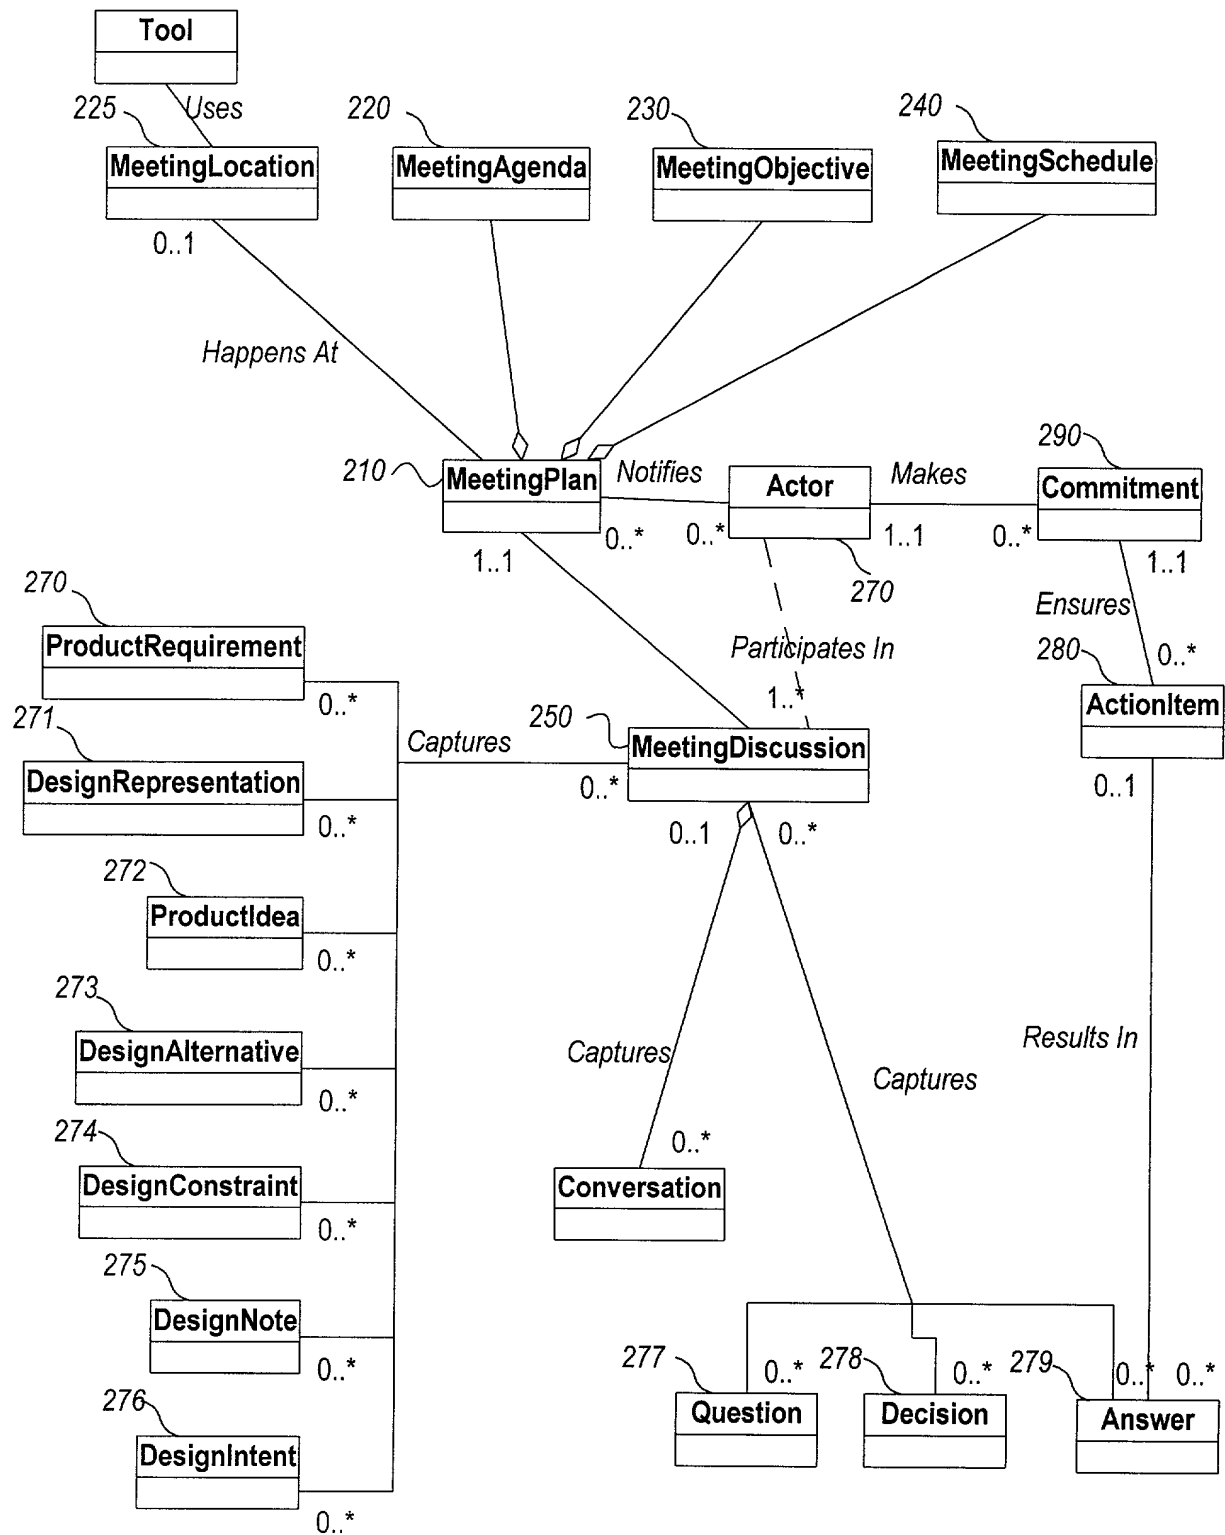 Tool
Uses
225
220
230
240
MeetingLocation
MeetingAgenda
MeetingObjective
MeetingSchedule
0..1
Happens At
210
MeetingPlan
Notifies
Actor
Makes
290
Commitment
1..1
0..*
0..*
1..1
0..*
1..1
270
Ensures
0..*
270
ProductRequirement
0..*
Participates In
1..*
280
ActionItem
0..1
271
DesignRepresentation
0..*
Captures
250
MeetingDiscussion
0..*
0..1
0..*
272
ProductIdea
0..*
273
DesignAlternative
0..*
Captures
Captures
Results In
274
DesignConstraint
0..*
0..*
Conversation
275
DesignNote
0..*
276
DesignIntent
0..*
277
0..*
Question
278
0..*
Decision
279
0..*
0..*
Answer